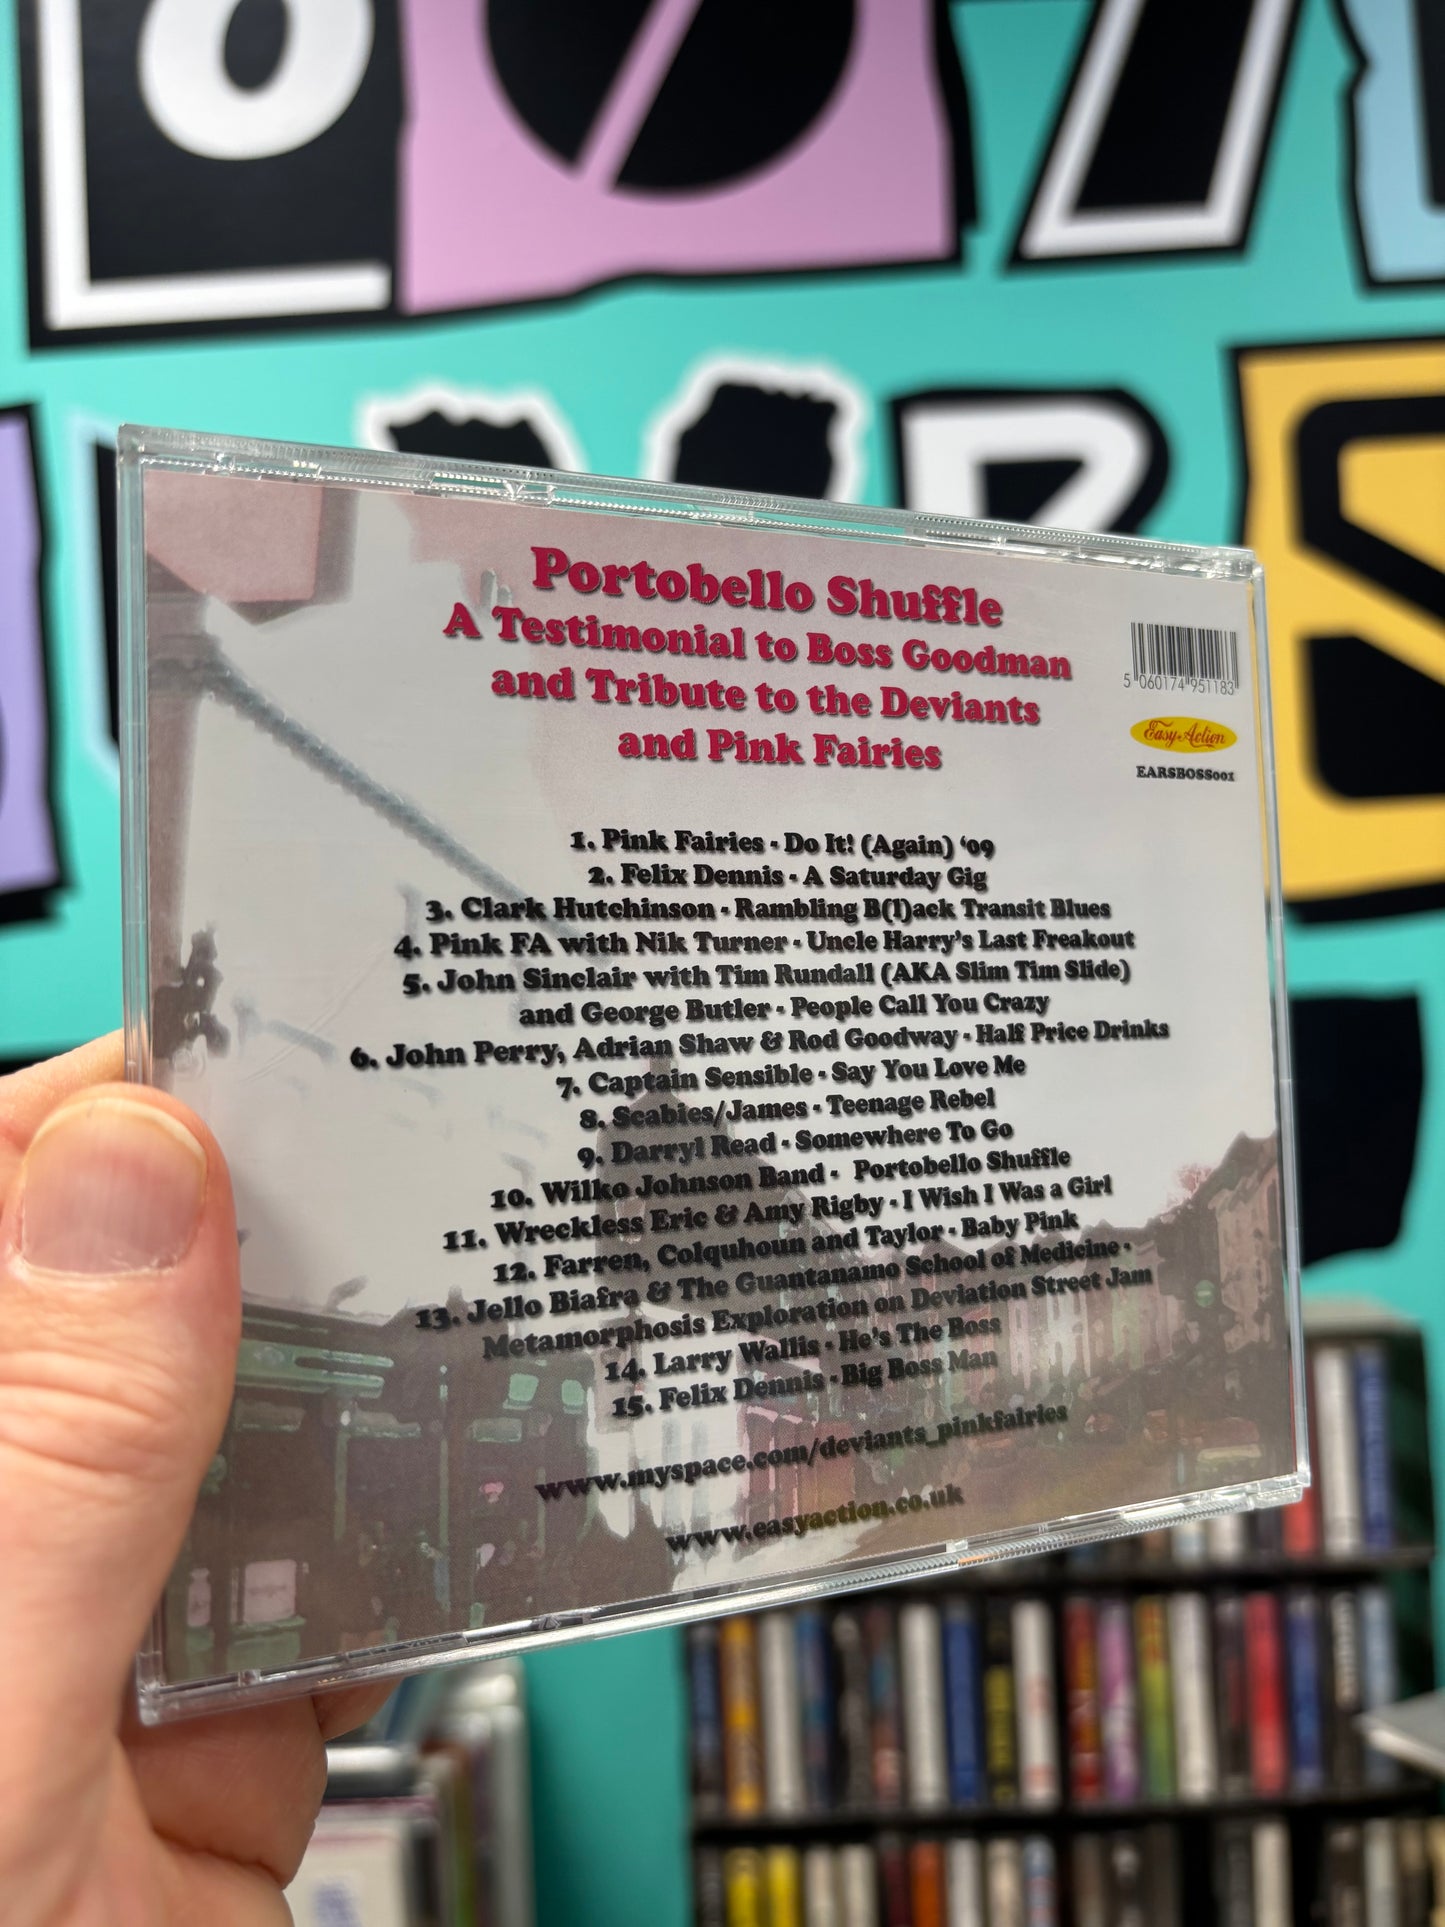 Portobello Shuffle
A Testimonial to Boss Goodman
and Tribute to the Deviants
and Pink Fairies
5 060174 951183
Easy-Action
EARSBOSS001
1. Pink Fairies - Do It! (Again) ‘09
2. Felix Dennis - A Saturday Gig
3. Clark Hutchinson - Rambling B(l)ack Transit Blues
4. Pink FA with Nik Turner - Uncle Harry’s Last Freakout
5. John Sinclair with Tim Rundall (AKA Slim Tim Slide)
and George Butler - People Call You Crazy
6. John Perry, Adrian Shaw & Rod Goodway - Half Price Drinks
7. Captain Sensible - Say You Love Me
8. Scabies/James - Teenage Rebel
9. Darryl Read - Somewhere To Go
10. Wilko Johnson Band - Portobello Shuffle
11. Wreckless Eric & Amy Rigby - I Wish I Was a Girl
12. Farren, Colquhoun and Taylor - Baby Pink
13. Jello Biafra & The Guantanamo School of Medicine -
Metamorphosis Exploration on Deviation Street Jam
14. Larry Wallis - He's The Boss
15. Felix Dennis - Big Boss Man
www.myspace.com/deviants_pinkfairies
www.easyaction.co.uk